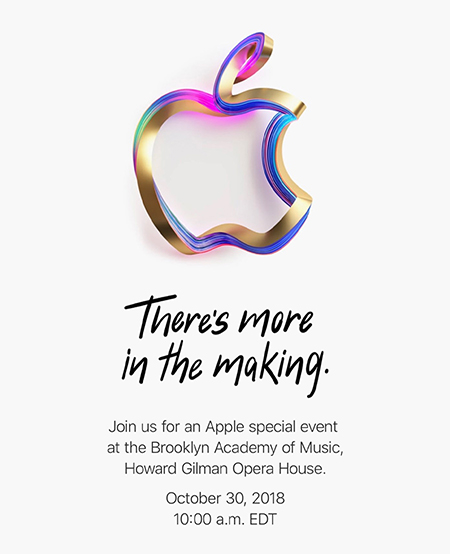 There's more
in the making.
Join us for an Apple special event
at the Brooklyn Academy of Music,
Howard Gilman Opera House.
October 30, 2018
10:00 a.m. EDT